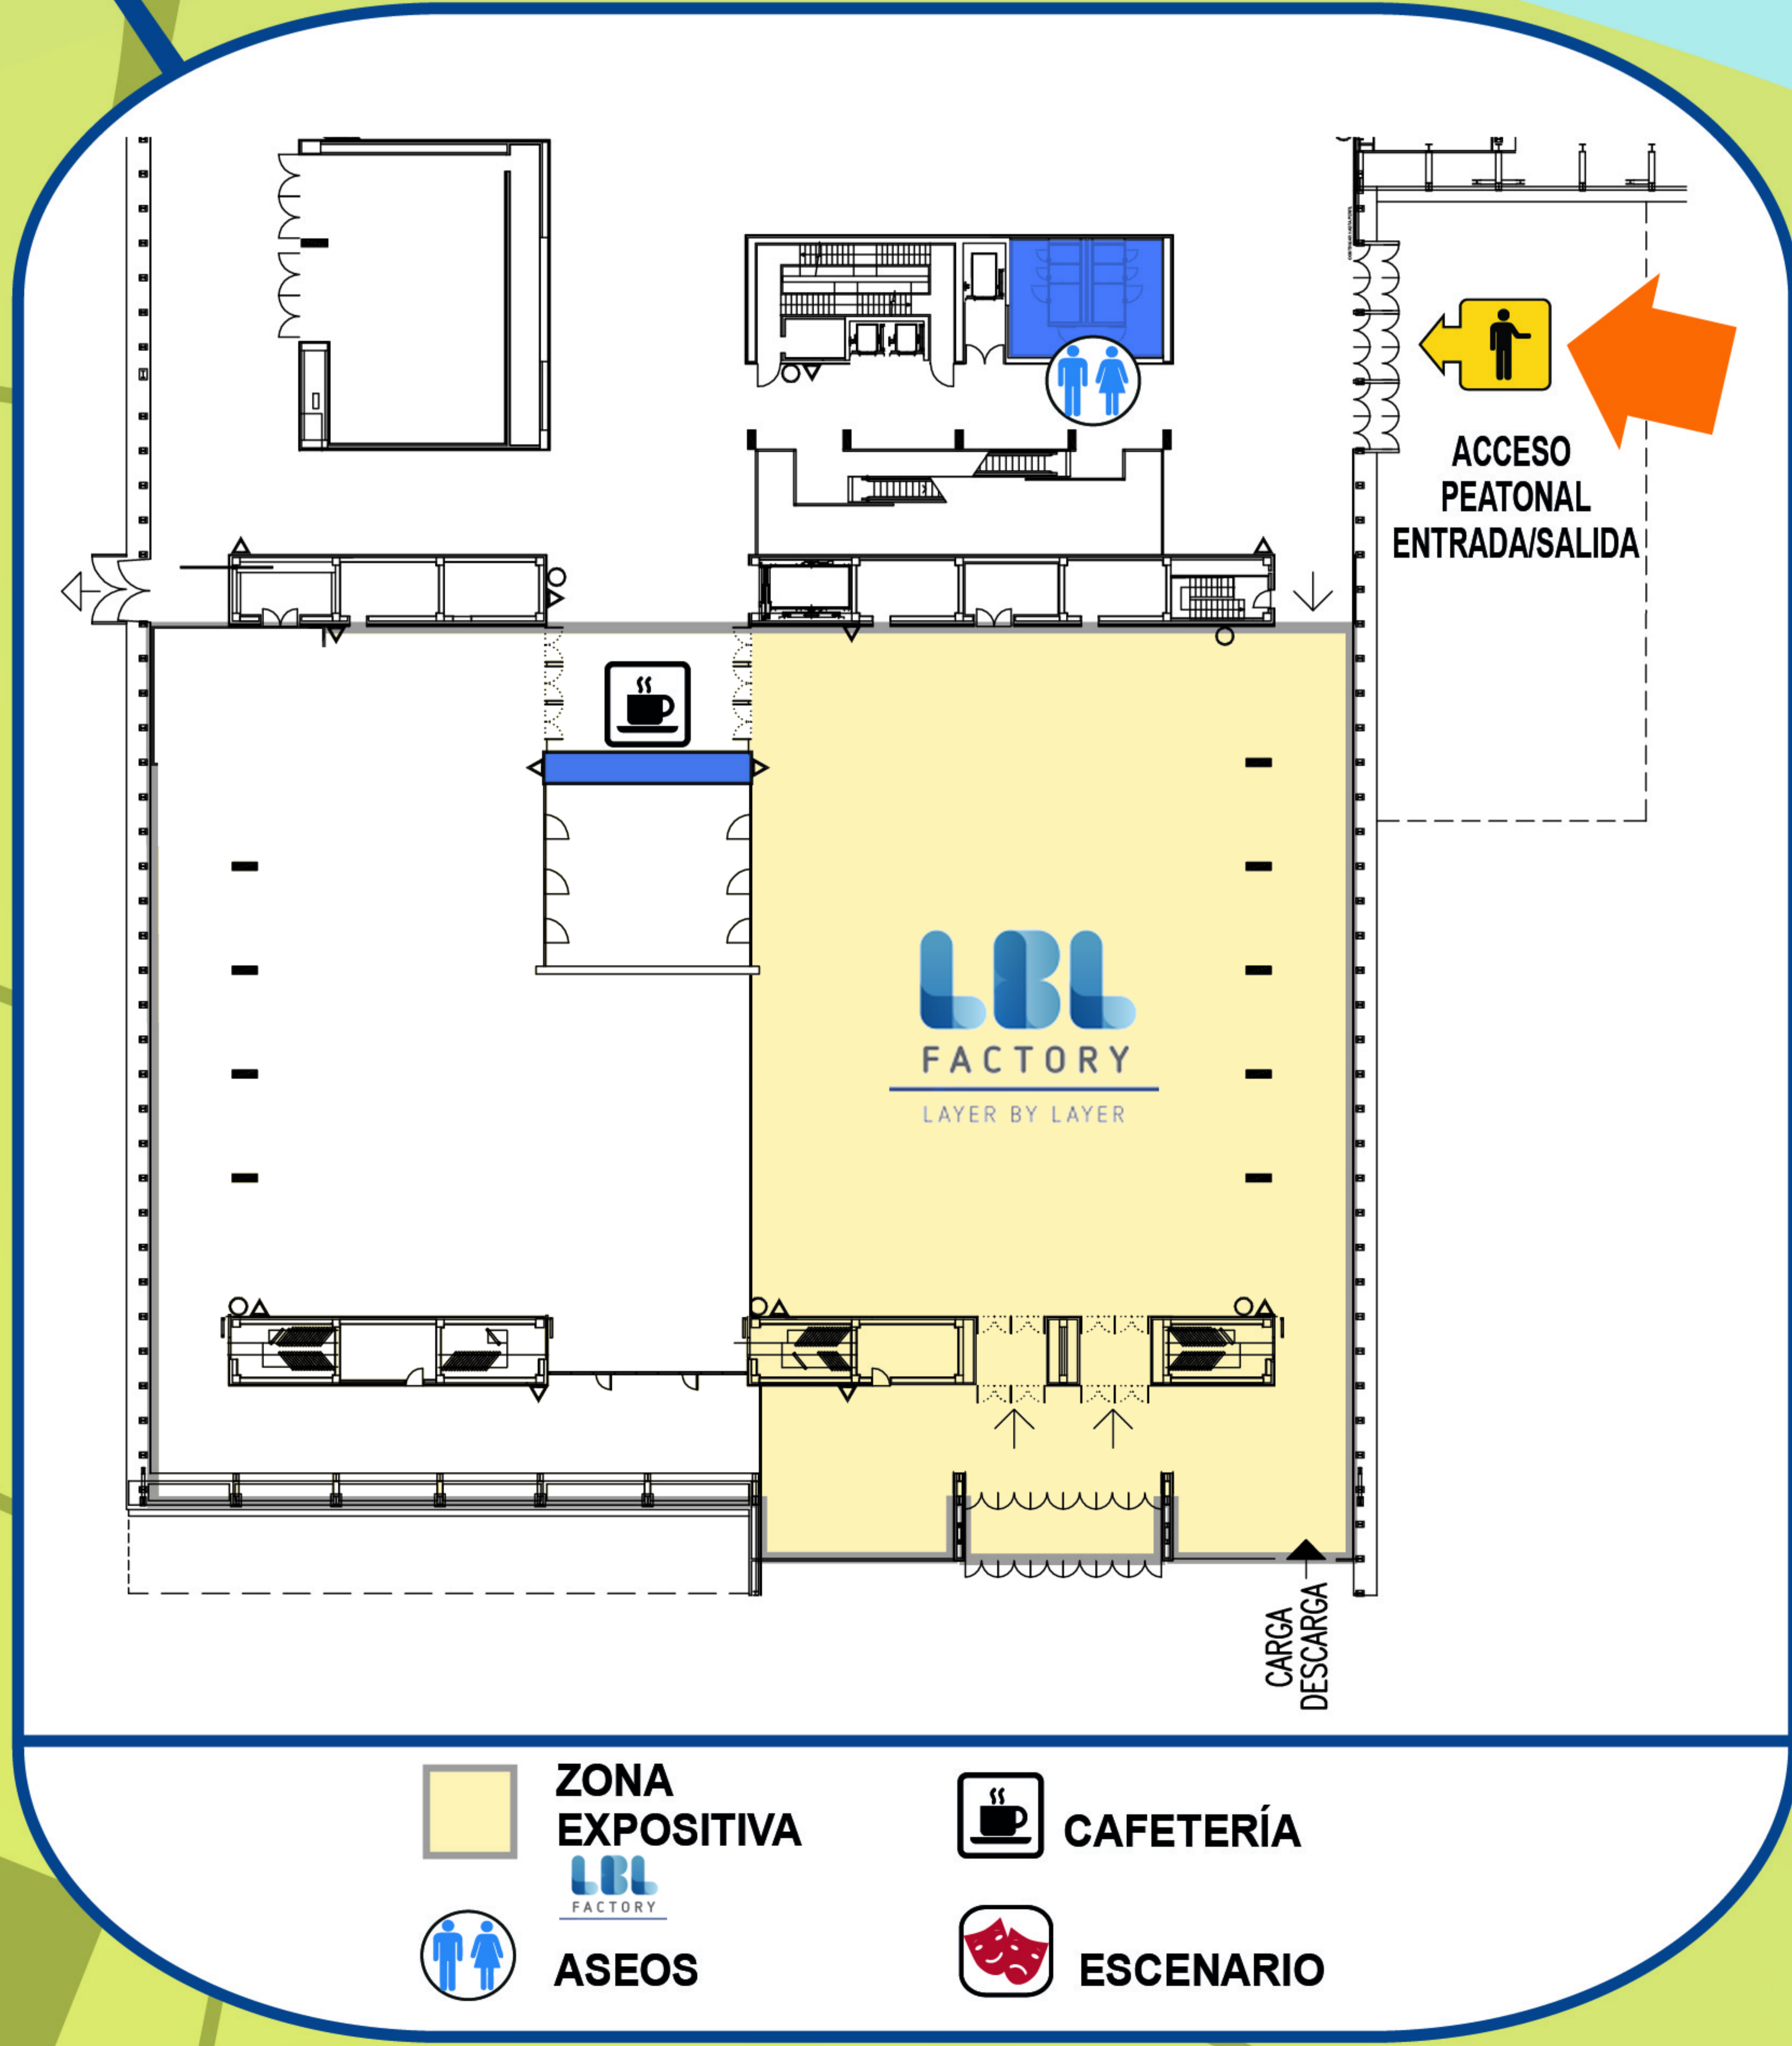 ACCESO
PEATONAL
ENTRADA/SALIDA
LBL
FACTORY
LAYER BY LAYER
CARGA
DESCARGA
ZONA
EXPOSITIVA
LBL
FACTORY
ASEOS
CAFETERÍA
ESCENARIO